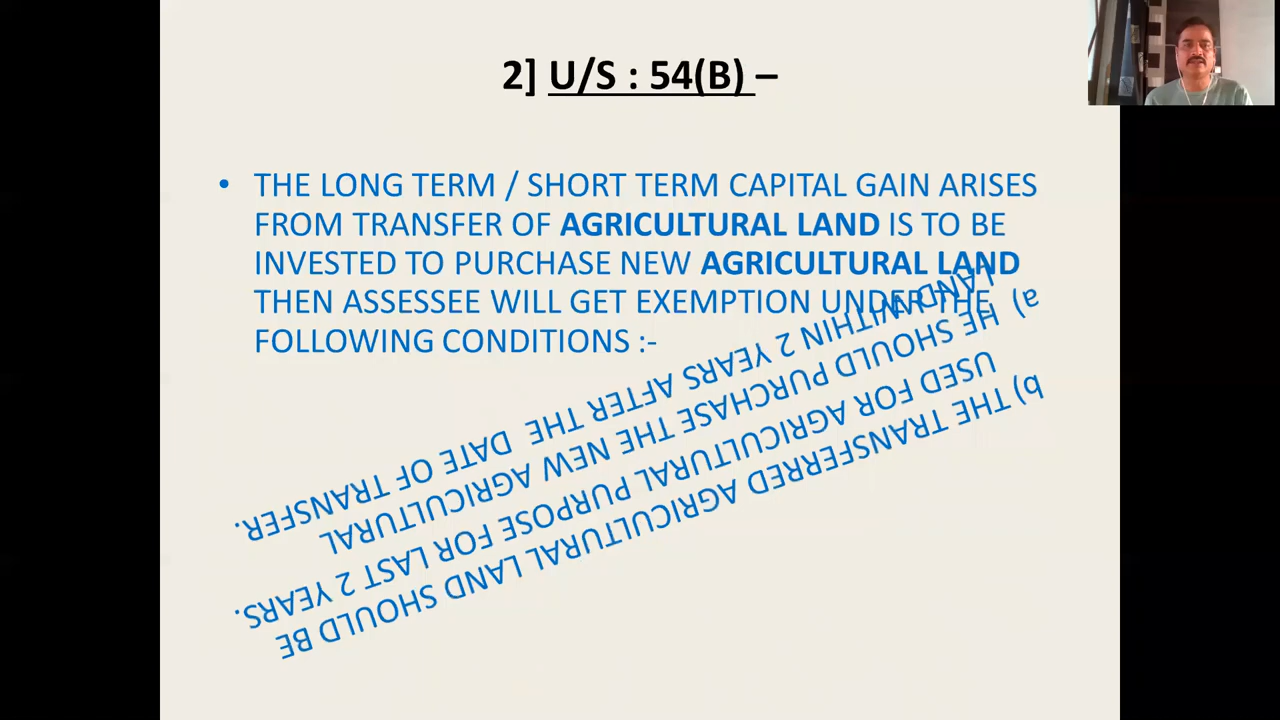 2] U/S : 54(B) –
• THE LONG TERM / SHORT TERM CAPITAL GAIN ARISES
FROM TRANSFER OF AGRICULTURAL LAND IS TO BE
INVESTED TO PURCHASE NEW AGRICULTURAL LAND
THEN ASSESSEE WILL GET EXEMPTION UNDER THE
FOLLOWING CONDITIONS :-
a) HE SHOULD PURCHASE THE NEW AGRICULTURAL
LAND WITHIN 2 YEARS AFTER THE DATE OF TRANSFER.
b) THE TRANSFERRED AGRICULTURAL LAND SHOULD BE
USED FOR AGRICULTURAL PURPOSE FOR LAST 2 YEARS.